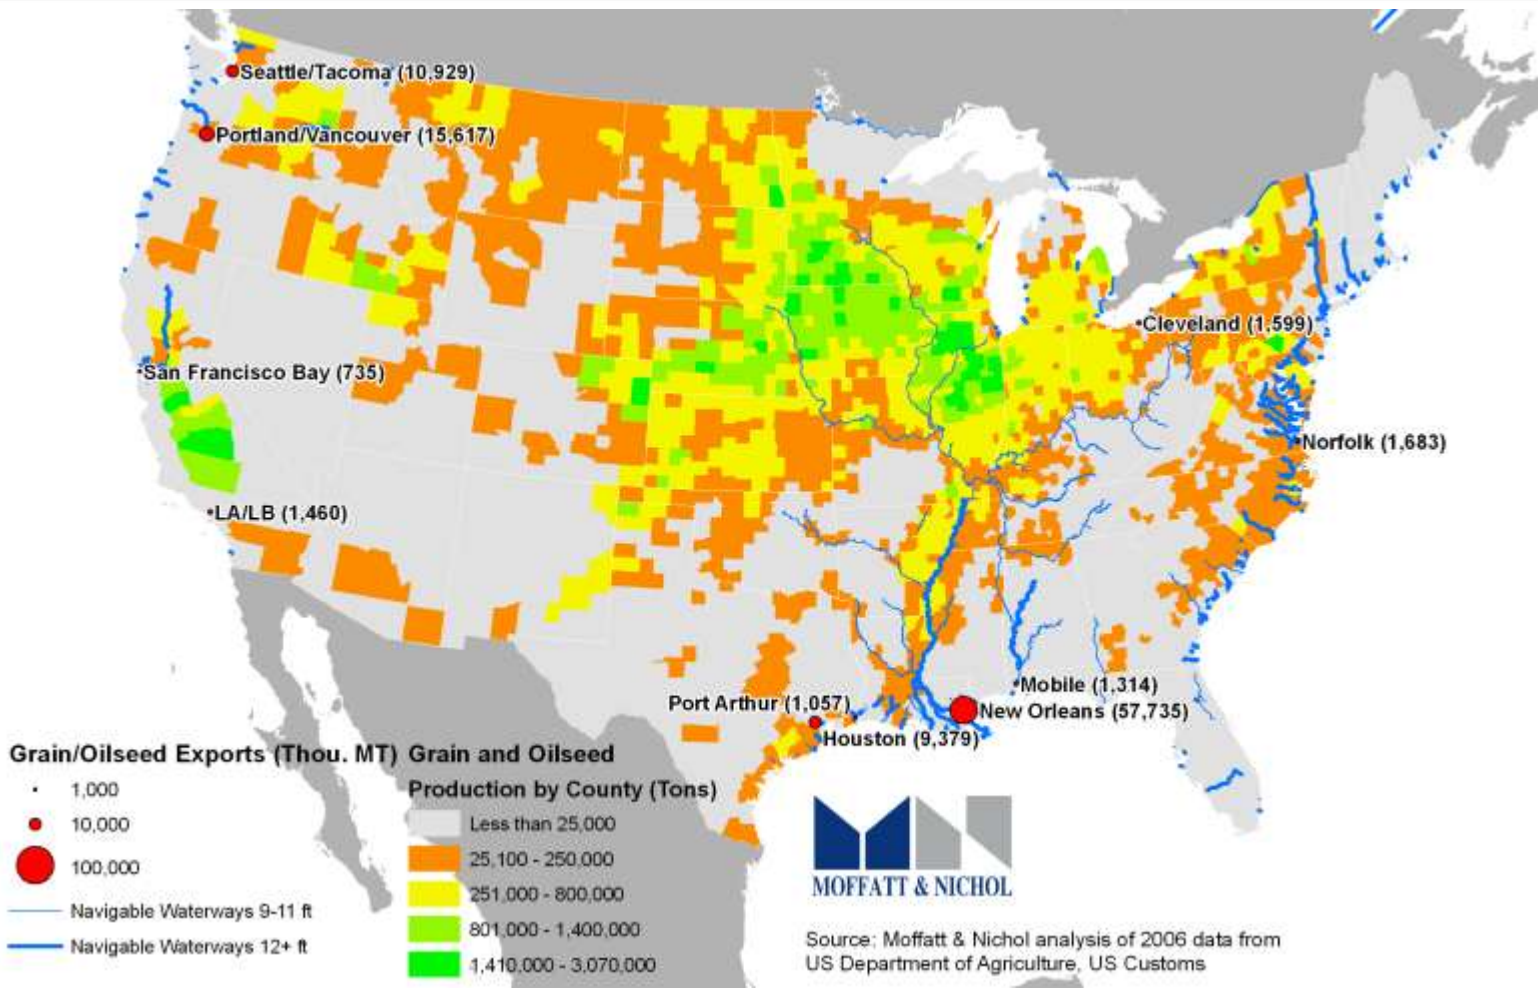 Seattle/Tacoma (10,929)
Portland/Vancouver (15,617)
Cleveland (1,599)
San Francisco Bay (735)
Norfolk (1,683)
LA/LB (1,460)
Mobile (1,314)
Port Arthur (1,057)
New Orleans (57,735)
Houston (9,379)
Grain/Oilseed Exports (Thou. MT)
1,000
10,000
100,000
Navigable Waterways 9-11 ft
Navigable Waterways 12+ ft
Grain and Oilseed
Production by County (Tons)
Less than 25,000
25,100 - 250,000
251,000 - 800,000
801,000 - 1,400,000
1,410,000 - 3,070,000
MOFFATT & NICHOL
Source: Moffatt & Nichol analysis of 2006 data from
US Department of Agriculture, US Customs